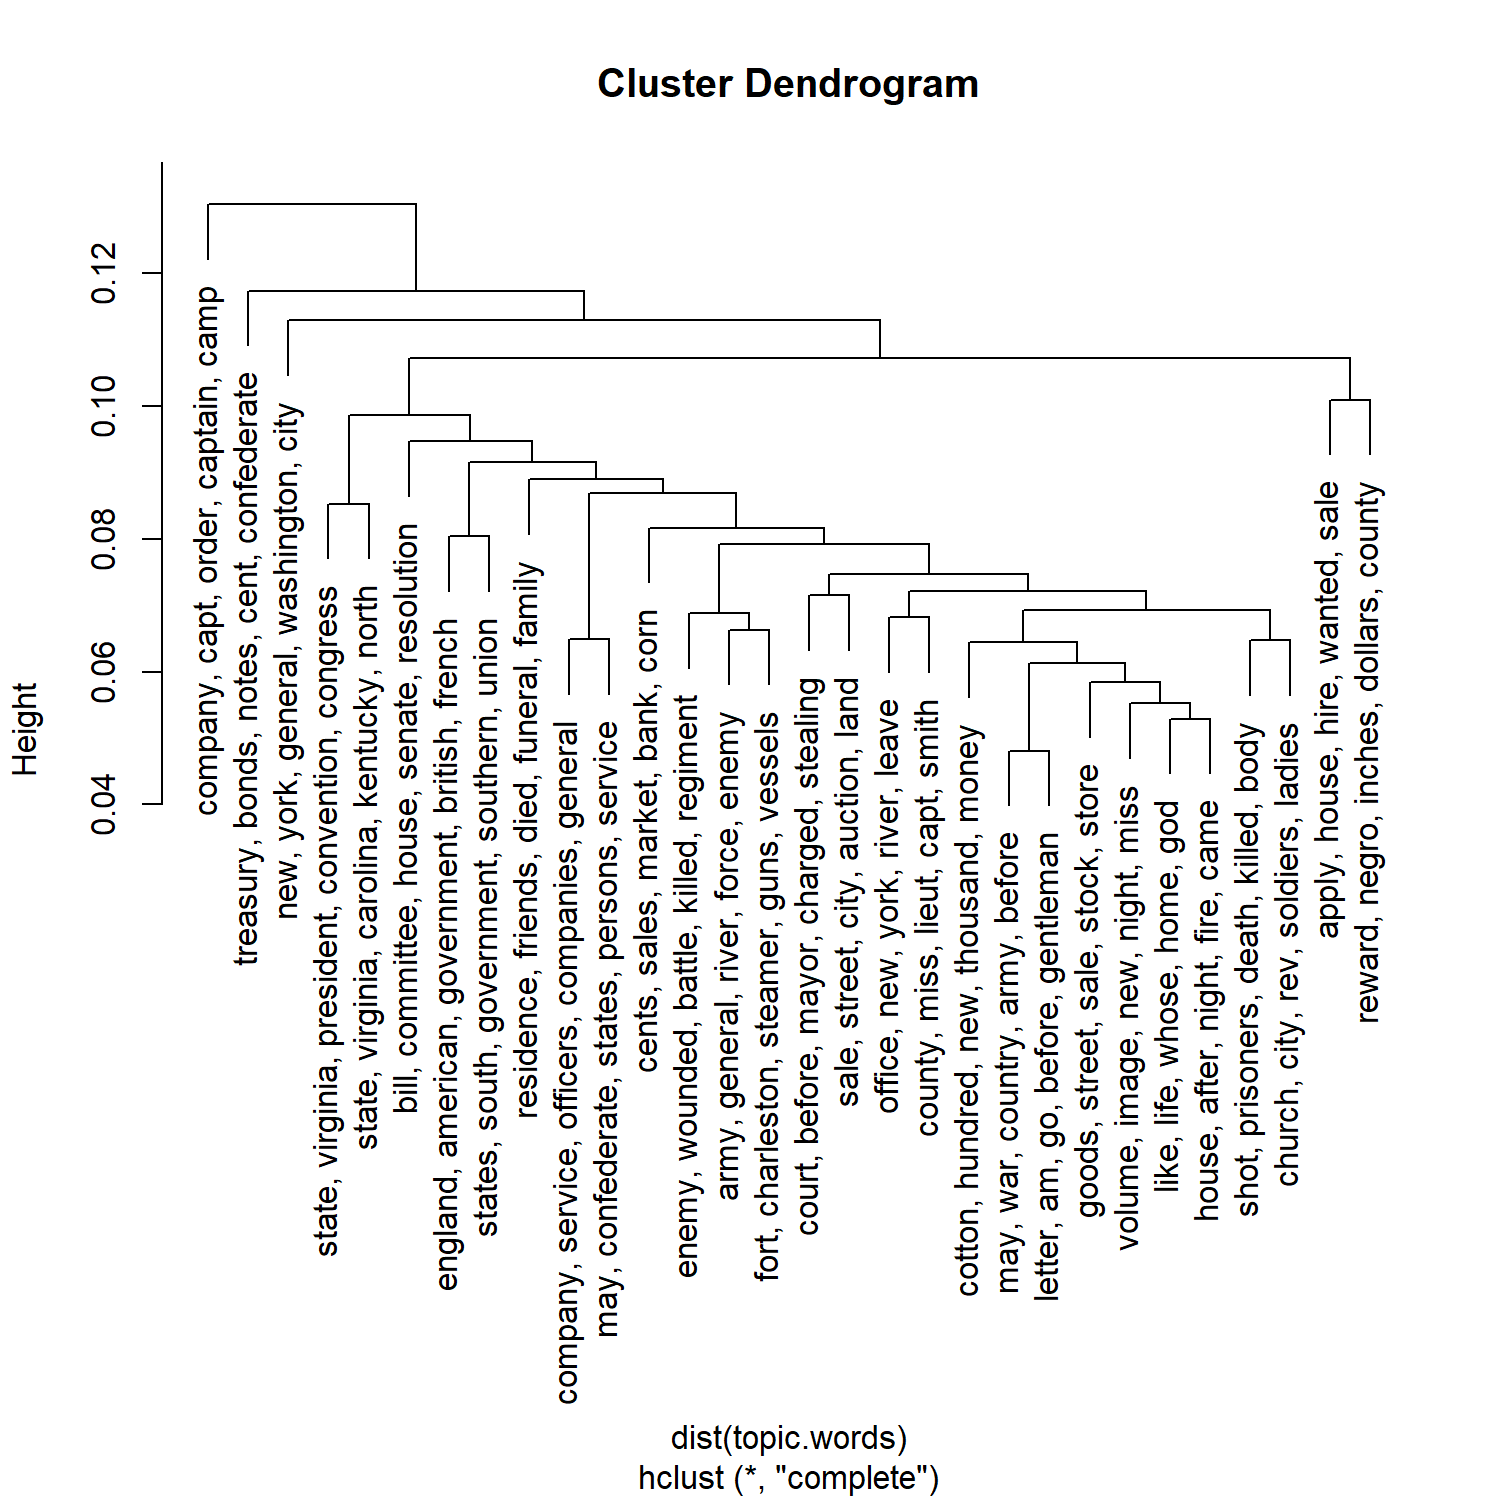 Cluster Dendrogram
Height
0.04
0.06
0.08
0.10
0.12
company, capt, order, captain, camp
treasury, bonds, notes, cent, confederate
new, york, general, washington, city
state, virginia, president, convention, congress
state, virginia, carolina, kentucky, north
bill, committee, house, senate, resolution
england, american, government, british, french
states, south, government, southern, union
residence, friends, died, funeral, family
company, service, officers, companies, general
may, confederate, states, persons, service
cents, sales, market, bank, corn
enemy, wounded, battle, killed, regiment
army, general, river, force, enemy
fort, charleston, steamer, guns, vessels
court, before, mayor, charged, stealing
sale, street, city, auction, land
office, new, york, river, leave
county, miss, lieut, capt, smith
cotton, hundred, new, thousand, money
may, war, country, army, before
letter, am, go, before, gentleman
goods, street, sale, stock, store
volume, image, new, night, miss
like, life, whose, home, god
house, after, night, fire, came
shot, prisoners, death, killed, body
church, city, rev, soldiers, ladies
apply, house, hire, wanted, sale
reward, negro, inches, dollars, county
dist(topic.words)
hclust (*, "complete")